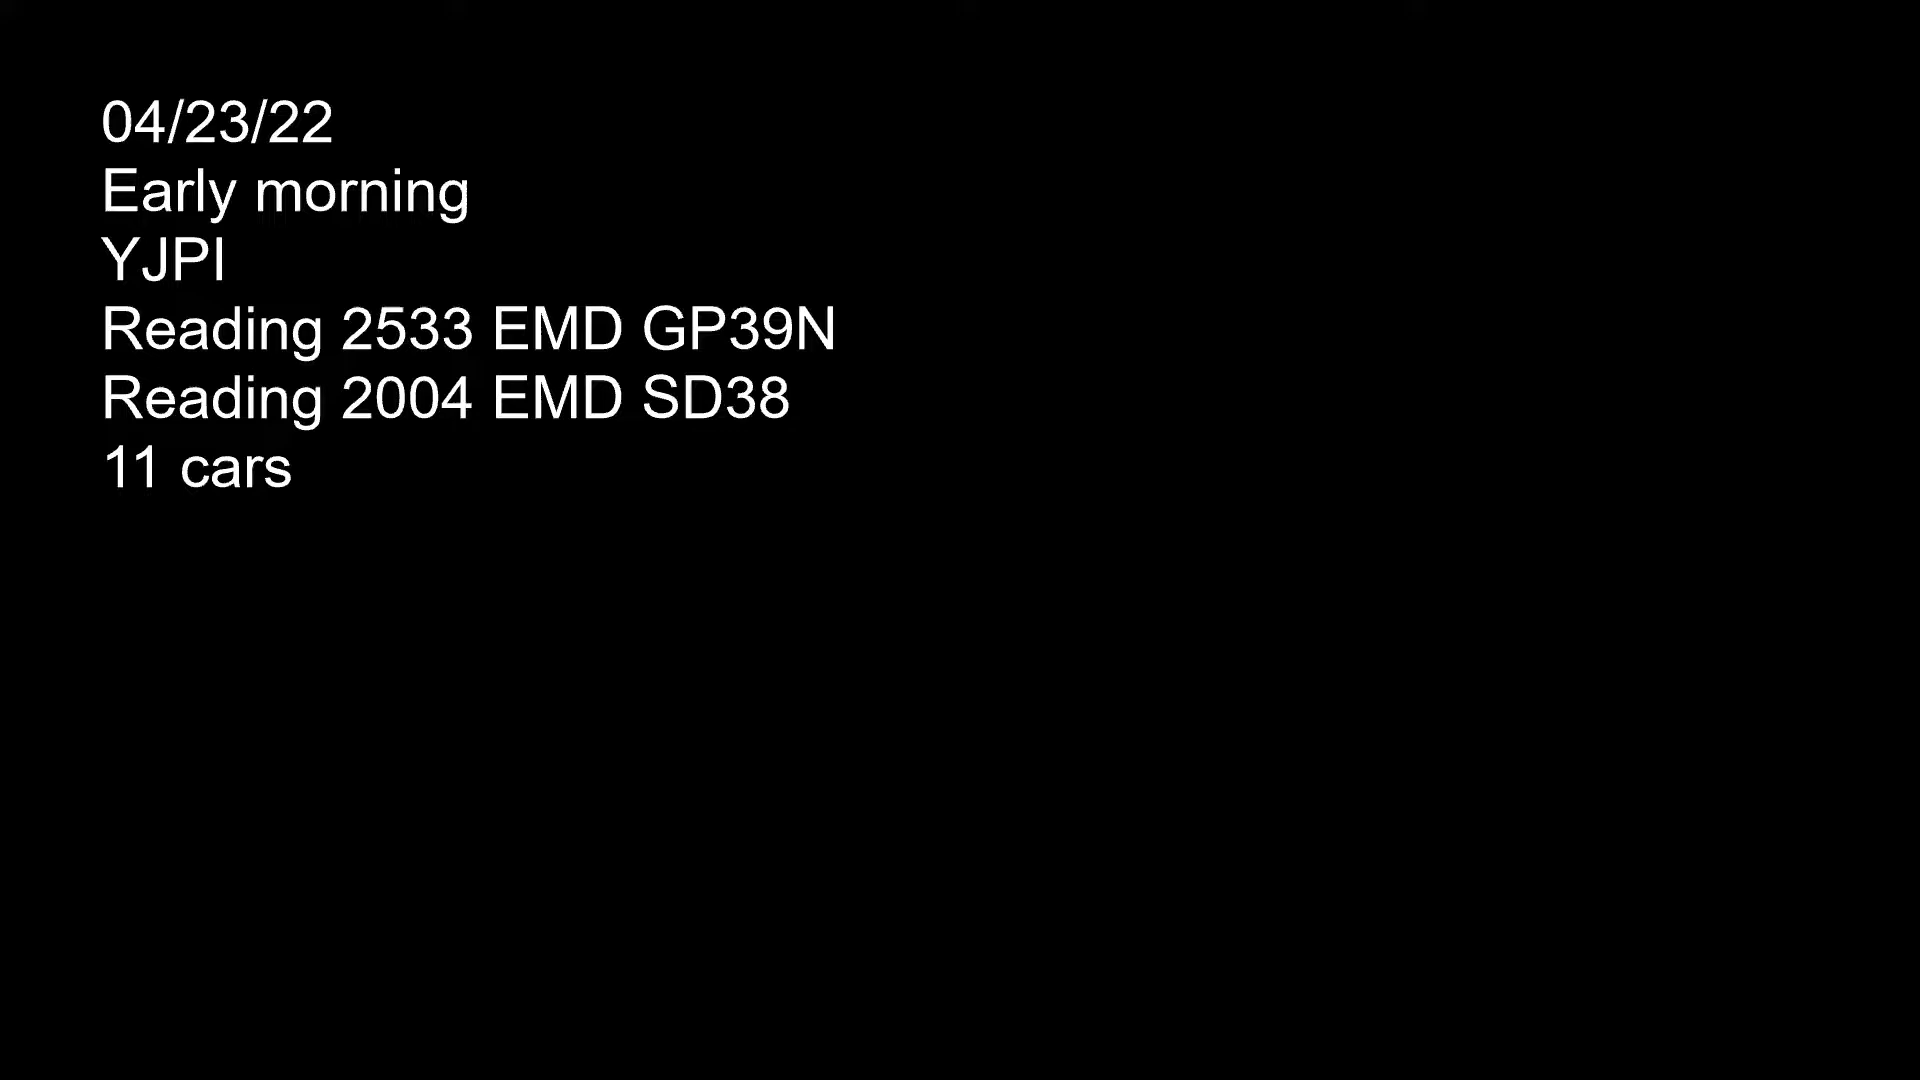 04/23/22
Early morning
YJPI
Reading 2533 EMD GP39N
Reading 2004 EMD SD38
11 cars